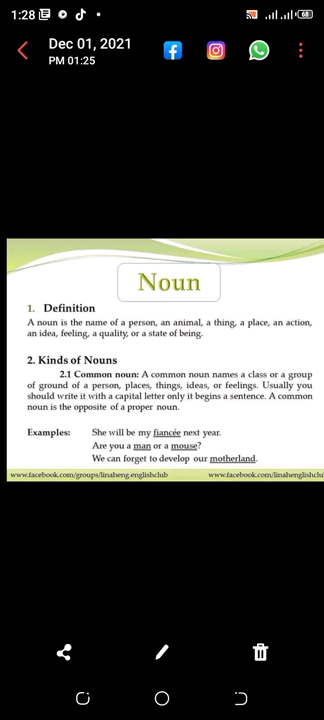 1:28
68
Dec 01, 2021
PM 01:25
Noun
1. Definition
A noun is the name of a person, an animal, a thing, a place, an action,
an idea, feeling, a quality, or a state of being.
2. Kinds of Nouns
2.1 Common noun: A common noun names a class or a group
of ground of a person, places, things, ideas, or feelings. Usually you
should write it with a capital letter only it begins a sentence. A common
noun is the opposite of a proper noun.
Examples: She will be my fiancée next year.
Are you a man or a mouse?
We can forget to develop our motherland.
www.facebook.com/groups/linaheng.englishclub www.facebook.com/linahengenglishclu